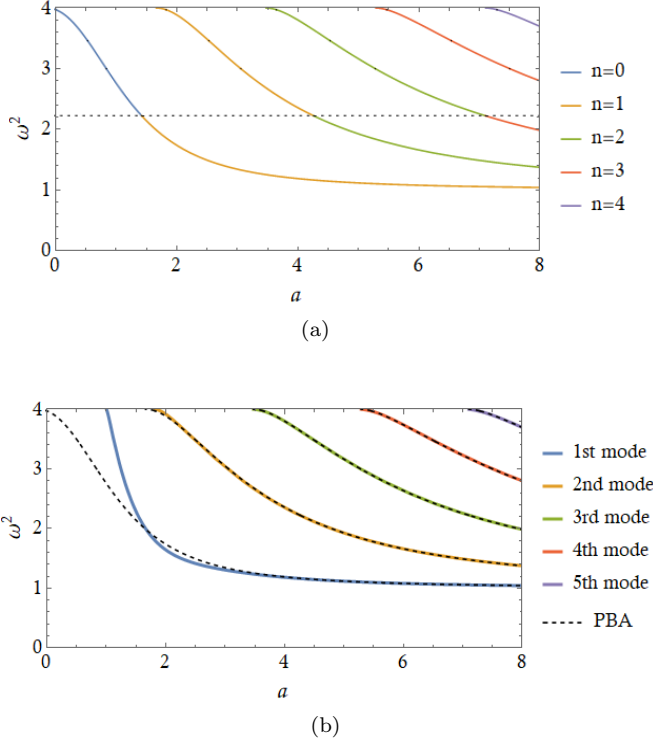 4
3
2
1
0
ω²
0
2
4
6
8
a
n=0
n=1
n=2
n=3
n=4
(a)
4
3
2
1
0
ω²
0
2
4
6
8
a
1st mode
2nd mode
3rd mode
4th mode
5th mode
PBA
(b)